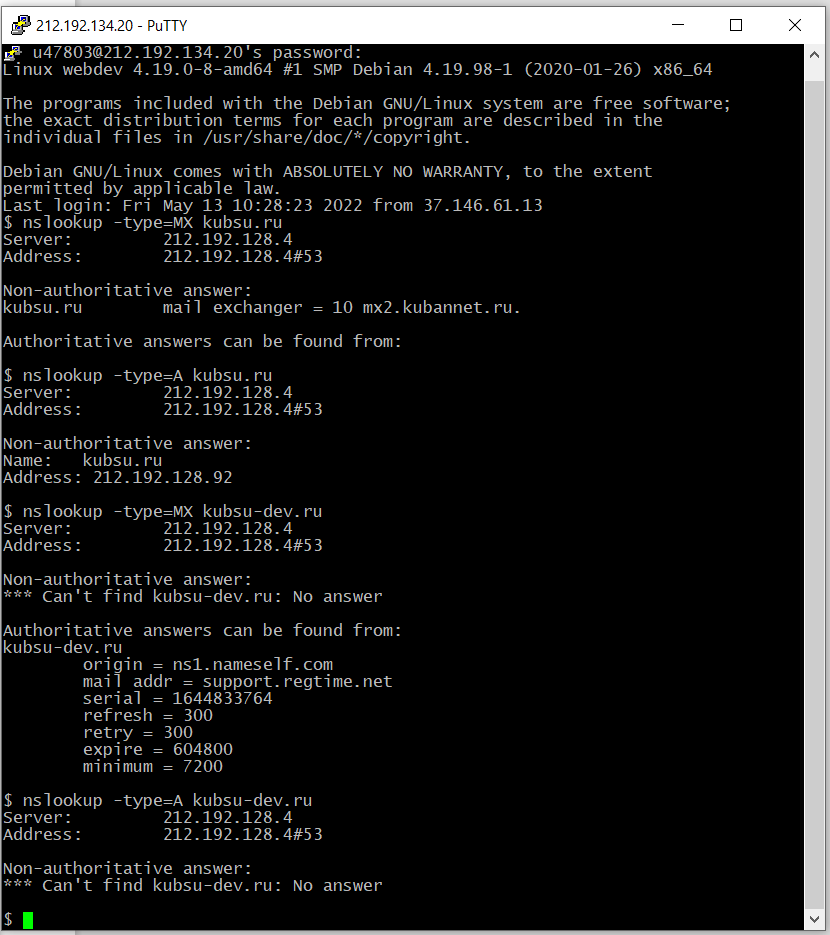 212.192.134.20 - PuTTY
u47803@212.192.134.20's password:
Linux webdev 4.19.0-8-amd64 #1 SMP Debian 4.19.98-1 (2020-01-26) x86_64
The programs included with the Debian GNU/Linux system are free software;
the exact distribution terms for each program are described in the
individual files in /usr/share/doc/*/copyright.
Debian GNU/Linux comes with ABSOLUTELY NO WARRANTY, to the extent
permitted by applicable law.
Last login: Fri May 13 10:28:23 2022 from 37.146.61.13
$ nslookup -type=MX kubsu.ru
Server:         212.192.128.4
Address:        212.192.128.4#53
Non-authoritative answer:
kubsu.ru        mail exchanger = 10 mx2.kubannet.ru.
Authoritative answers can be found from:
$ nslookup -type=A kubsu.ru
Server:         212.192.128.4
Address:        212.192.128.4#53
Non-authoritative answer:
Name:   kubsu.ru
Address: 212.192.128.92
$ nslookup -type=MX kubsu-dev.ru
Server:         212.192.128.4
Address:        212.192.128.4#53
Non-authoritative answer:
*** Can't find kubsu-dev.ru: No answer
Authoritative answers can be found from:
kubsu-dev.ru
        origin = ns1.nameself.com
        mail addr = support.regtime.net
        serial = 1644833764
        refresh = 300
        retry = 300
        expire = 604800
        minimum = 7200
$ nslookup -type=A kubsu-dev.ru
Server:         212.192.128.4
Address:        212.192.128.4#53
Non-authoritative answer:
*** Can't find kubsu-dev.ru: No answer
$